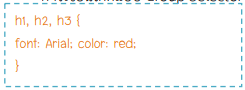 h1, h2, h3 {
font: Arial; color: red;
}